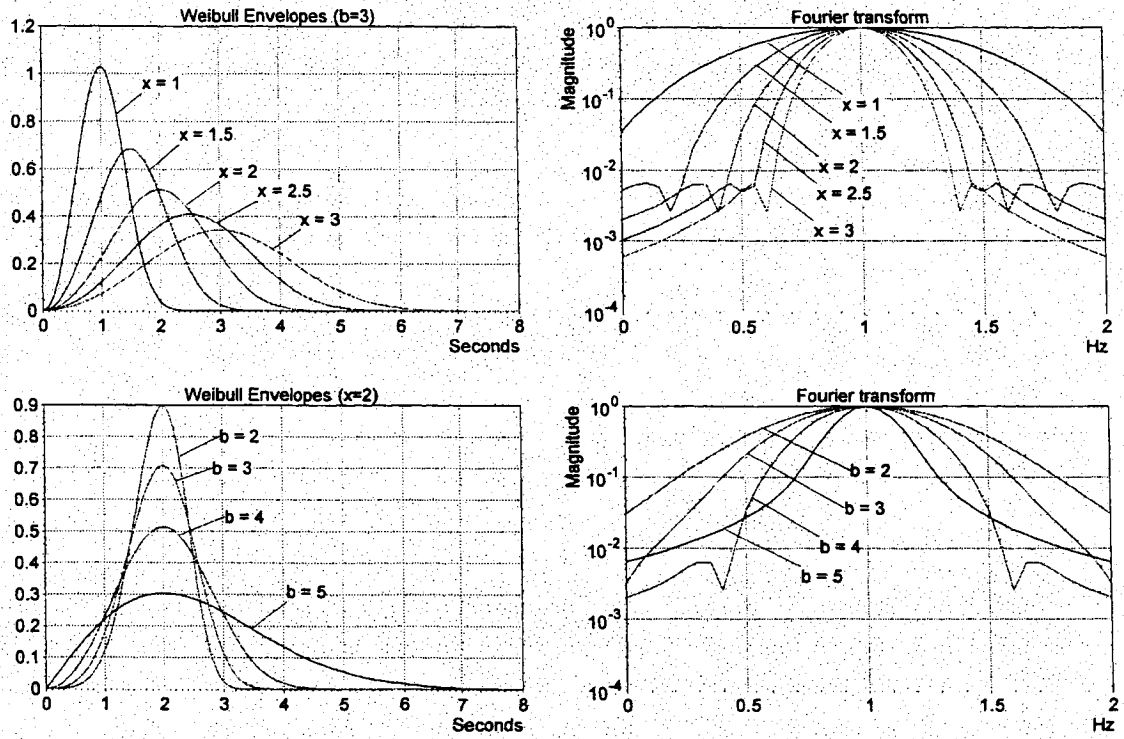 Weibull Envelopes (b=3)
1.2
1
0.8
0.6
0.4
0.2
0
x = 1
x = 1.5
x = 2
x = 2.5
x = 3
0 1 2 3 4 5 6 7 8
Seconds
Fourier transform
Magnitude
10^0
10^-1
10^-2
10^-3
10^-4
x = 1
x = 1.5
x = 2
x = 2.5
x = 3
0 0.5 1 1.5 2
Hz
Weibull Envelopes (x=2)
0.9
0.8
0.7
0.6
0.5
0.4
0.3
0.2
0.1
0
b = 2
b = 3
b = 4
b = 5
0 1 2 3 4 5 6 7 8
Seconds
Fourier transform
Magnitude
10^0
10^-1
10^-2
10^-3
10^-4
b = 2
b = 3
b = 4
b = 5
0 0.5 1 1.5 2
Hz